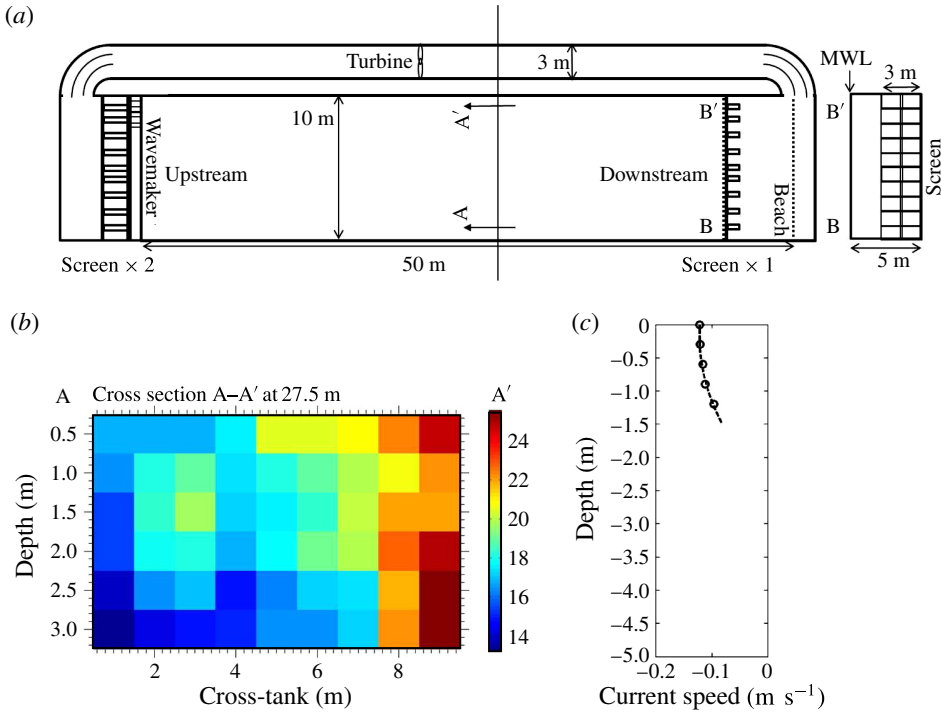 (a)
Turbine
3 m
MWL
3 m
10 m
A′
B′
B′
Wavemaker
Upstream
Downstream
Beach
Screen
A
B
B
Screen × 2
50 m
Screen × 1
5 m
(b)
(c)
A
Cross section A–A′ at 27.5 m
A′
0.5
1.0
1.5
2.0
2.5
3.0
Depth (m)
2
4
6
8
Cross-tank (m)
24
22
20
18
16
14
0
−0.5
−1.0
−1.5
−2.0
−2.5
−3.0
−3.5
−4.0
−4.5
−5.0
Depth (m)
−0.2
−0.1
0
Current speed (m s⁻¹)